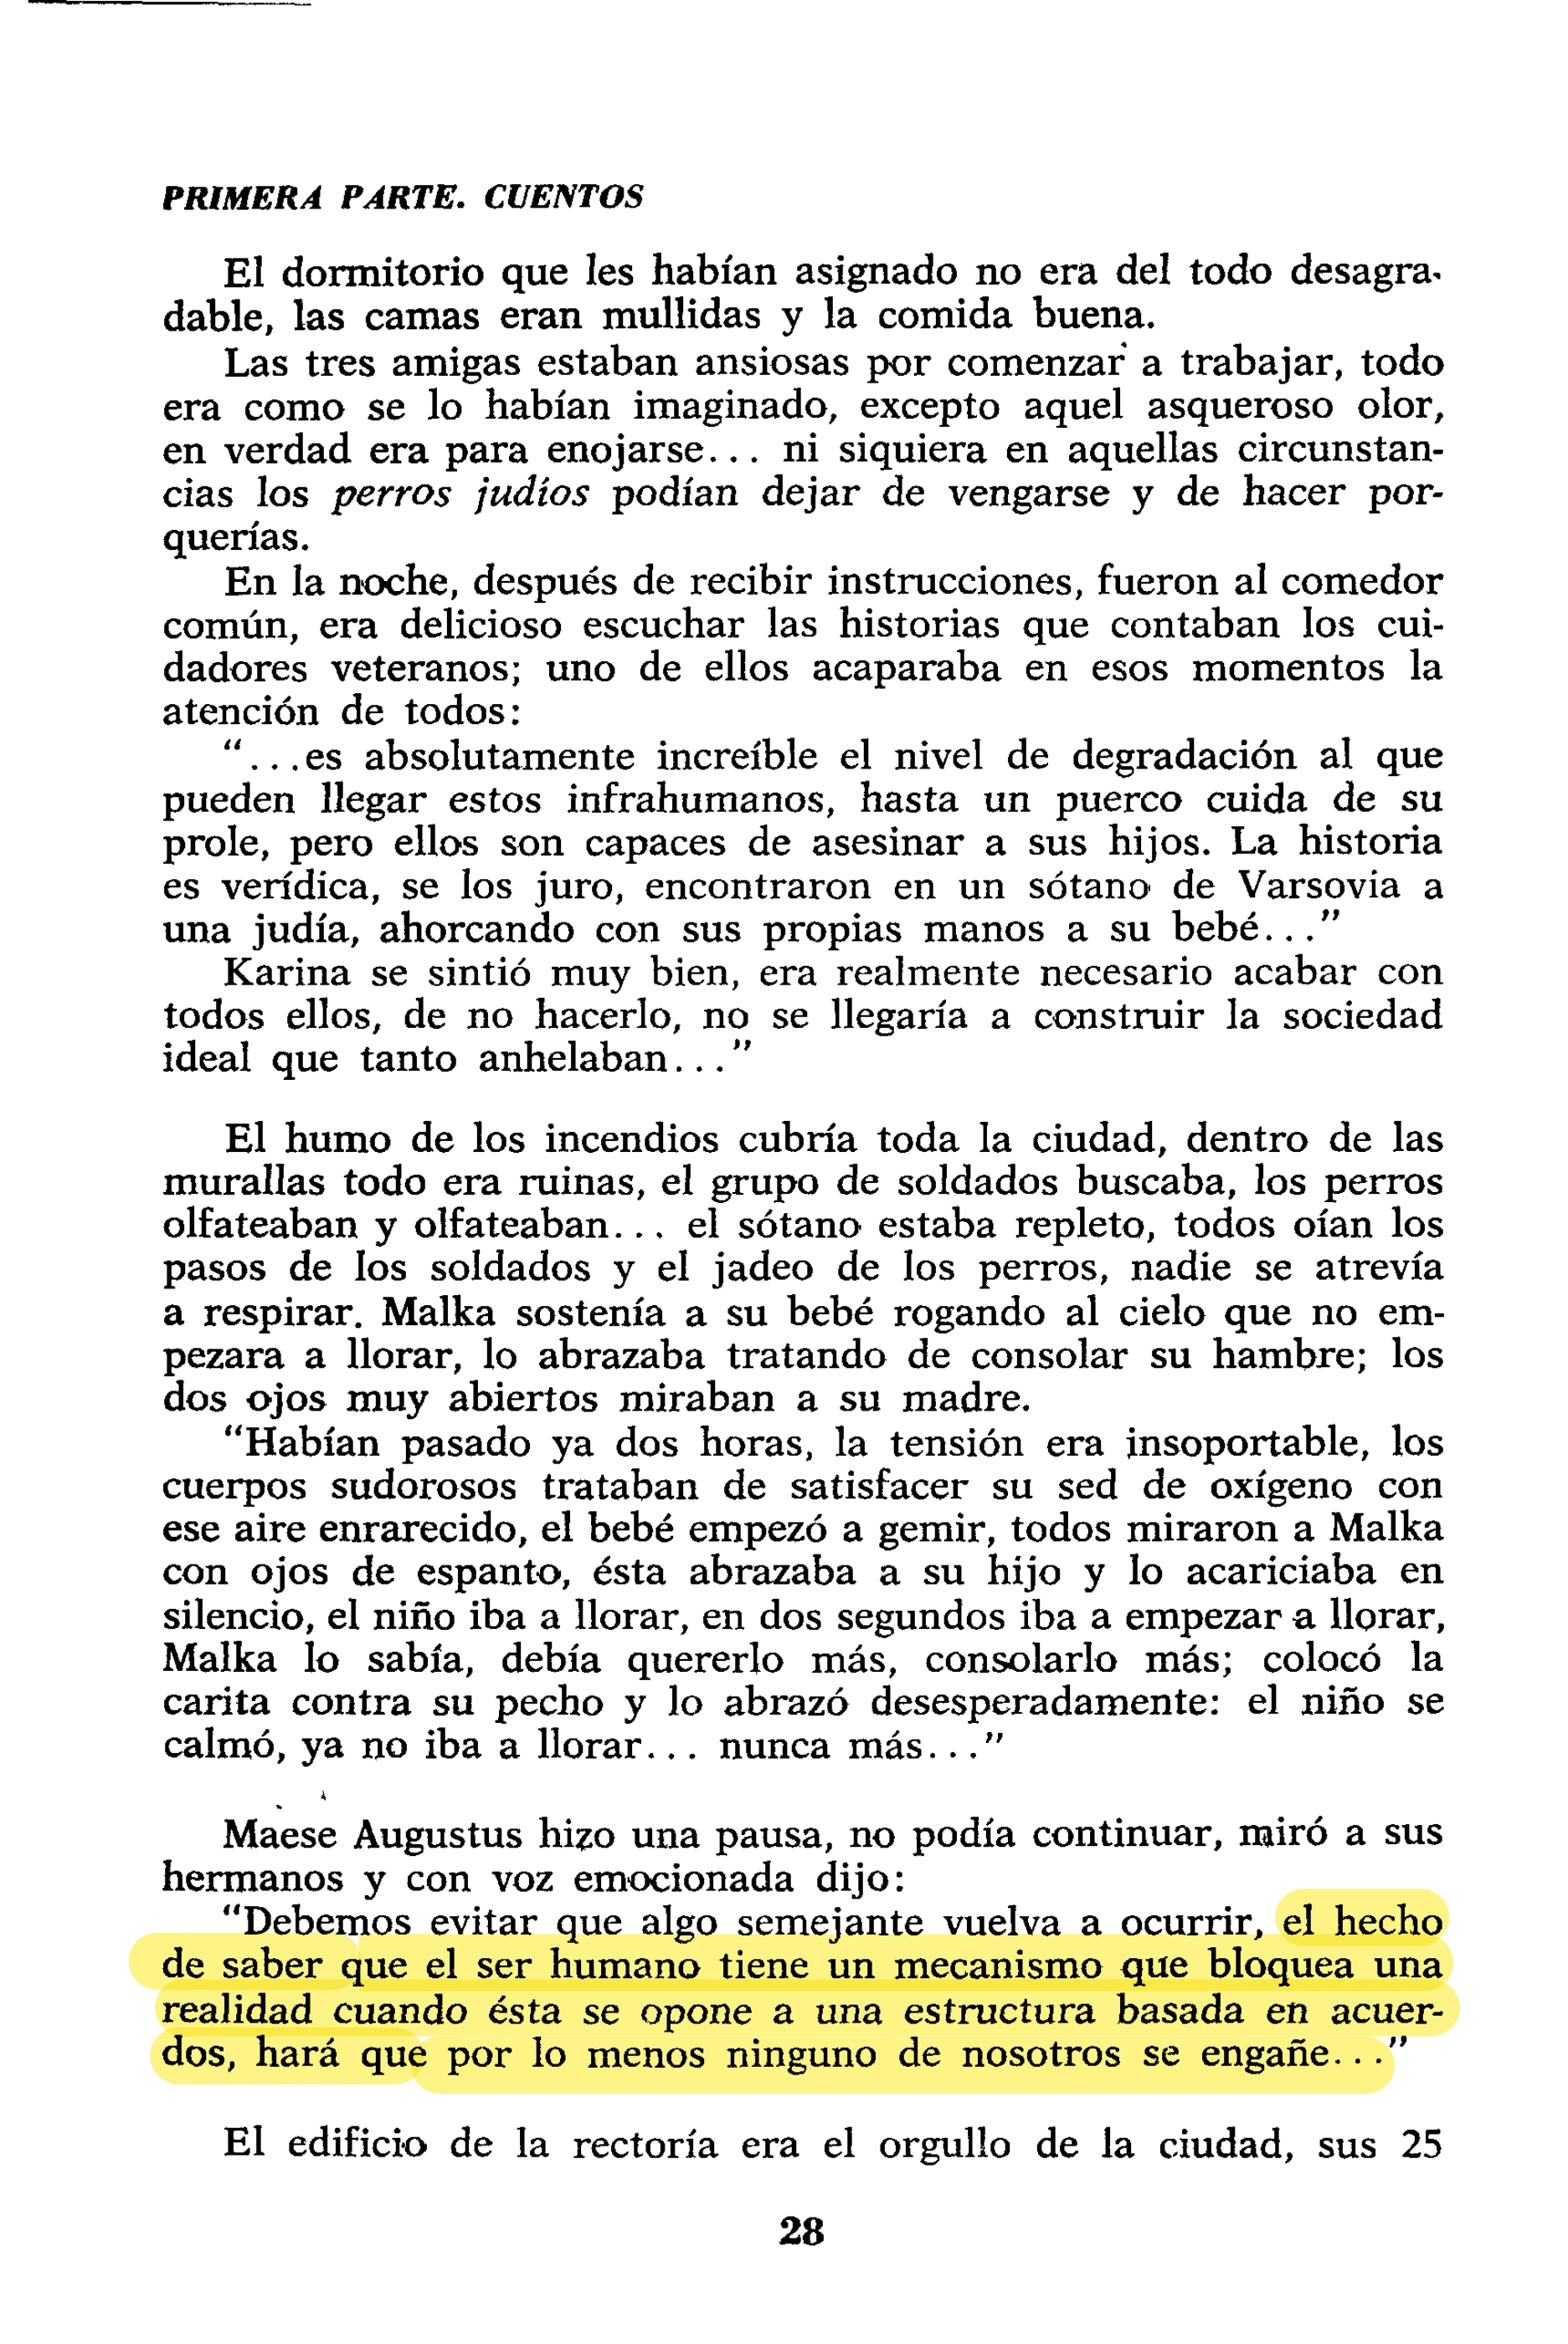 PRIMERA PARTE. CUENTOS
El dormitorio que les habían asignado no era del todo desagra-
dable, las camas eran mullidas y la comida buena.
Las tres amigas estaban ansiosas por comenzar a trabajar, todo
era como se lo habían imaginado, excepto aquel asqueroso olor,
en verdad era para enojarse... ni siquiera en aquellas circunstan-
cias los perros judíos podían dejar de vengarse y de hacer por-
querías.
En la noche, después de recibir instrucciones, fueron al comedor
común, era delicioso escuchar las historias que contaban los cui-
dadores veteranos; uno de ellos acaparaba en esos momentos la
atención de todos:
"...es absolutamente increíble el nivel de degradación al que
pueden llegar estos infrahumanos, hasta un puerco cuida de su
prole, pero ellos son capaces de asesinar a sus hijos. La historia
es verídica, se los juro, encontraron en un sótano de Varsovia a
una judía, ahorcando con sus propias manos a su bebé..."
Karina se sintió muy bien, era realmente necesario acabar con
todos ellos, de no hacerlo, no se llegaría a construir la sociedad
ideal que tanto anhelaban..."
El humo de los incendios cubría toda la ciudad, dentro de las
murallas todo era ruinas, el grupo de soldados buscaba, los perros
olfateaban y olfateaban... el sótano estaba repleto, todos oían los
pasos de los soldados y el jadeo de los perros, nadie se atrevía
a respirar. Malka sostenía a su bebé rogando al cielo que no em-
pezara a llorar, lo abrazaba tratando de consolar su hambre; los
dos ojos muy abiertos miraban a su madre.
"Habían pasado ya dos horas, la tensión era insoportable, los
cuerpos sudorosos trataban de satisfacer su sed de oxígeno con
ese aire enrarecido, el bebé empezó a gemir, todos miraron a Malka
con ojos de espanto, ésta abrazaba a su hijo y lo acariciaba en
silencio, el niño iba a llorar, en dos segundos iba a empezar a llorar,
Malka lo sabía, debía quererlo más, consolarlo más; colocó la
carita contra su pecho y lo abrazó desesperadamente: el niño se
calmó, ya no iba a llorar... nunca más..."
Maese Augustus hizo una pausa, no podía continuar, miró a sus
hermanos y con voz emocionada dijo:
"Debemos evitar que algo semejante vuelva a ocurrir, el hecho
de saber que el ser humano tiene un mecanismo que bloquea una
realidad cuando ésta se opone a una estructura basada en acuer-
dos, hará que por lo menos ninguno de nosotros se engañe..."
El edificio de la rectoría era el orgullo de la ciudad, sus 25
28